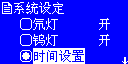 系统设定
氘灯 开
钨灯 开
时间设置